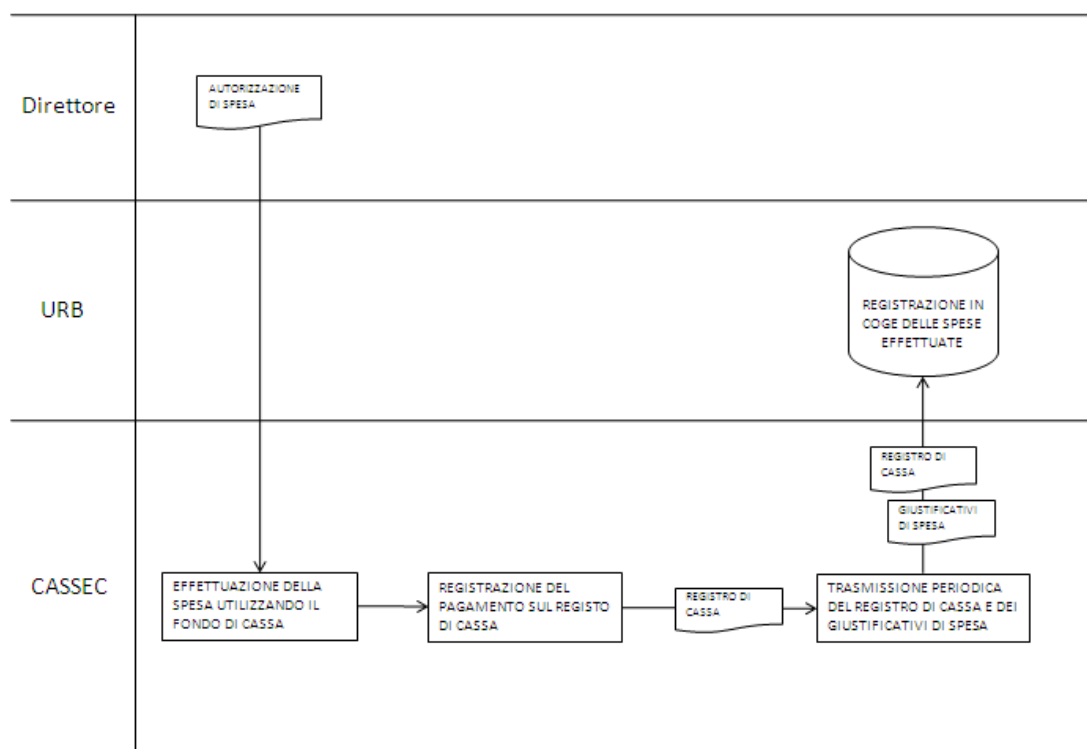 Direttore
AUTORIZZAZIONE
DI SPESA
URB
REGISTRAZIONE IN
COGE DELLE SPESE
EFFETTUATE
CASSEC
EFFETTUAZIONE DELLA
SPESA UTILIZZANDO IL
FONDO DI CASSA
REGISTRAZIONE DEL
PAGAMENTO SUL REGISTO
DI CASSA
REGISTRO DI
CASSA
TRASMISSIONE PERIODICA
DEL REGISTRO DI CASSA E DEI
GIUSTIFICATIVI DI SPESA
GIUSTIFICATIVI
DI SPESA
REGISTRO DI
CASSA